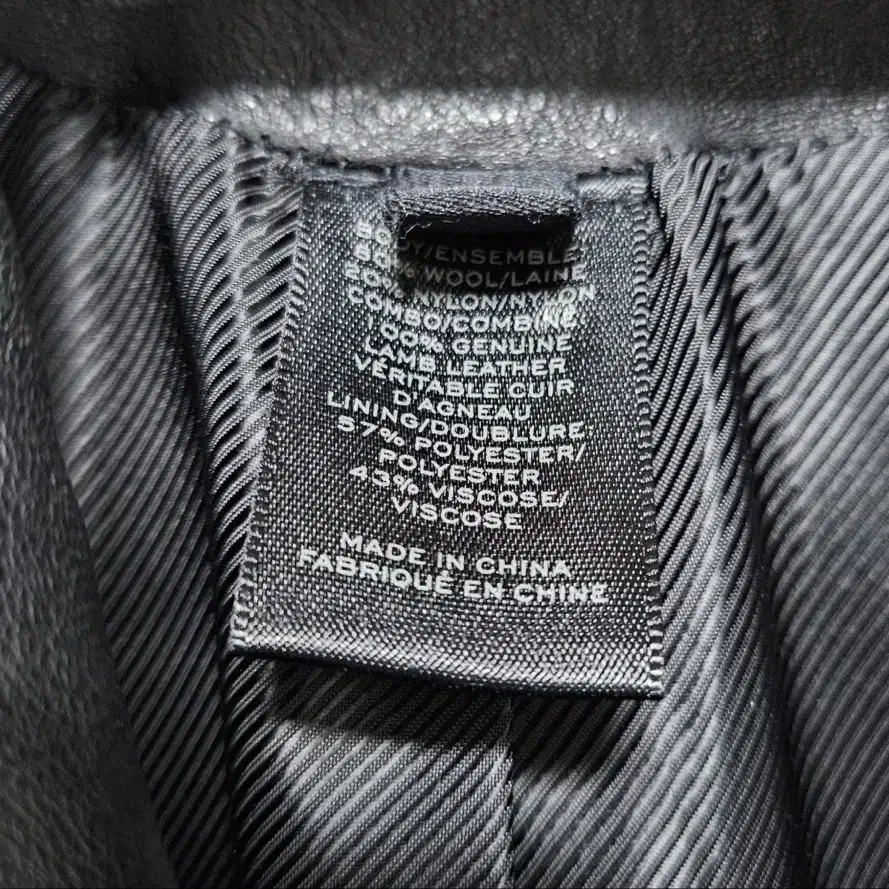 BODY/ENSEMBLE
80% WOOL/LAINE
20% NYLON/NYLON
COMBO/COMBINÉ
100% GENUINE
LAMB LEATHER
VÉRITABLE CUIR
D'AGNEAU
LINING/DOUBLURE:
57% POLYESTER/
POLYESTER
43% VISCOSE/
VISCOSE
MADE IN CHINA
FABRIQUÉ EN CHINE